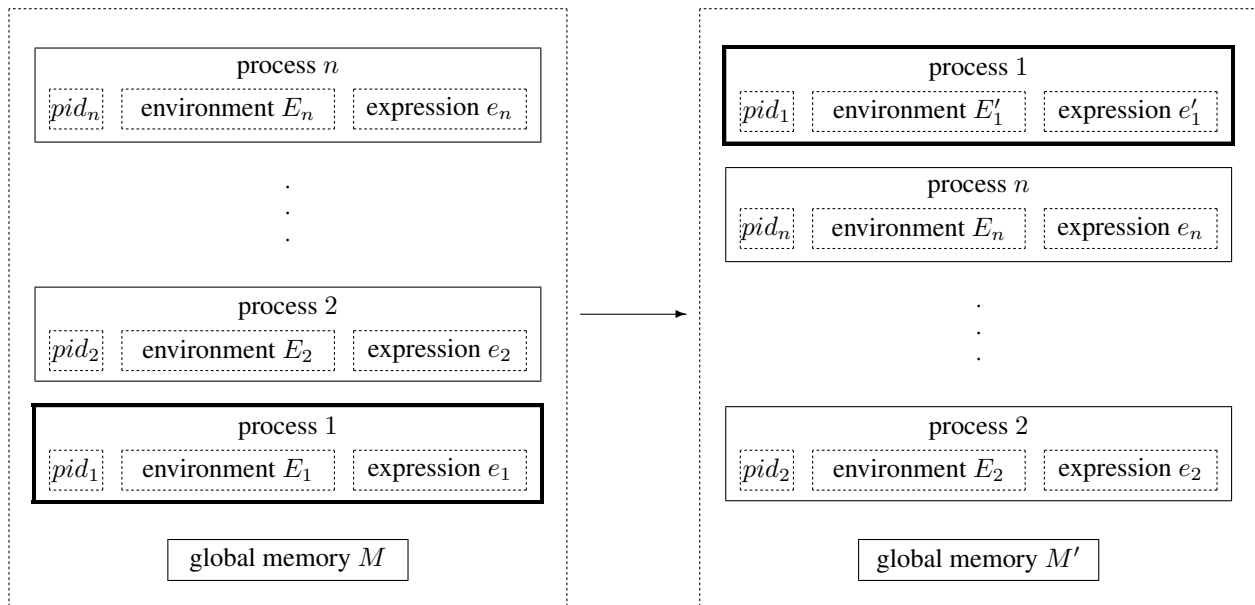 process n
pid_n environment E_n expression e_n
.
.
.
process 2
pid_2 environment E_2 expression e_2
process 1
pid_1 environment E_1 expression e_1
global memory M
process 1
pid_1 environment E′_1 expression e′_1
process n
pid_n environment E_n expression e_n
.
.
.
process 2
pid_2 environment E_2 expression e_2
global memory M′